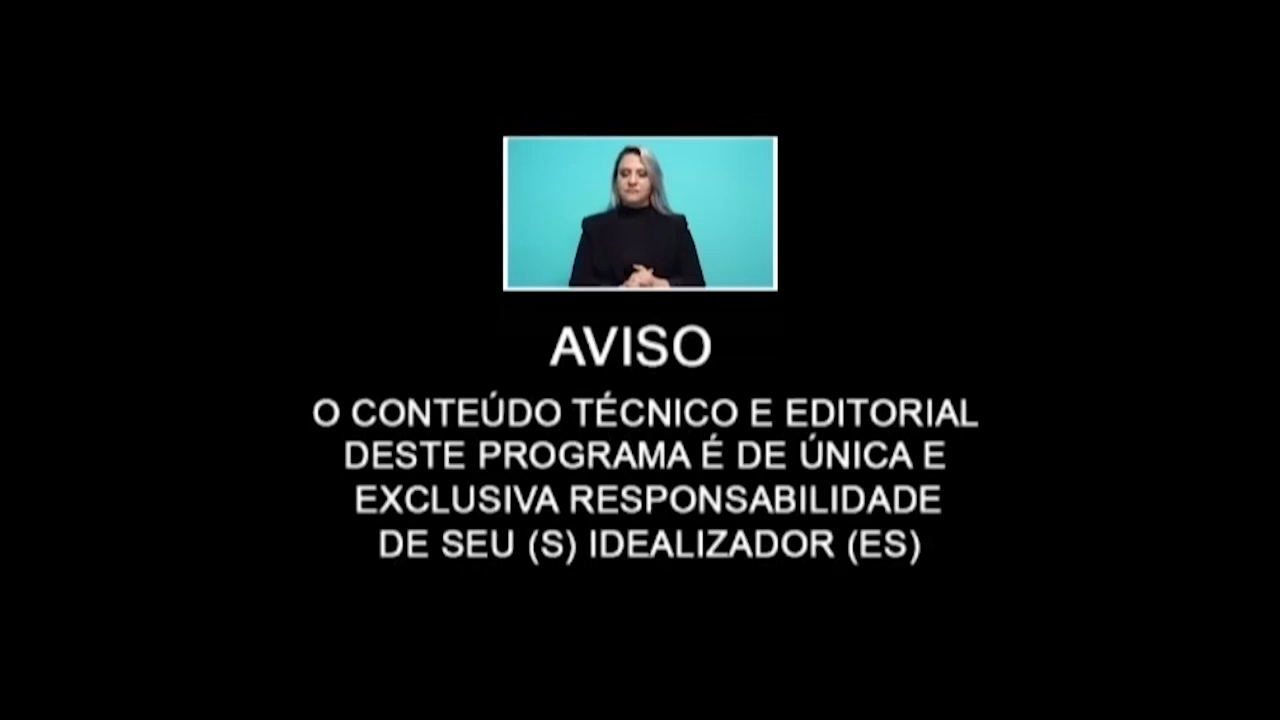 AVISO
O CONTEÚDO TÉCNICO E EDITORIAL
DESTE PROGRAMA É DE ÚNICA E
EXCLUSIVA RESPONSABILIDADE
DE SEU (S) IDEALIZADOR (ES)